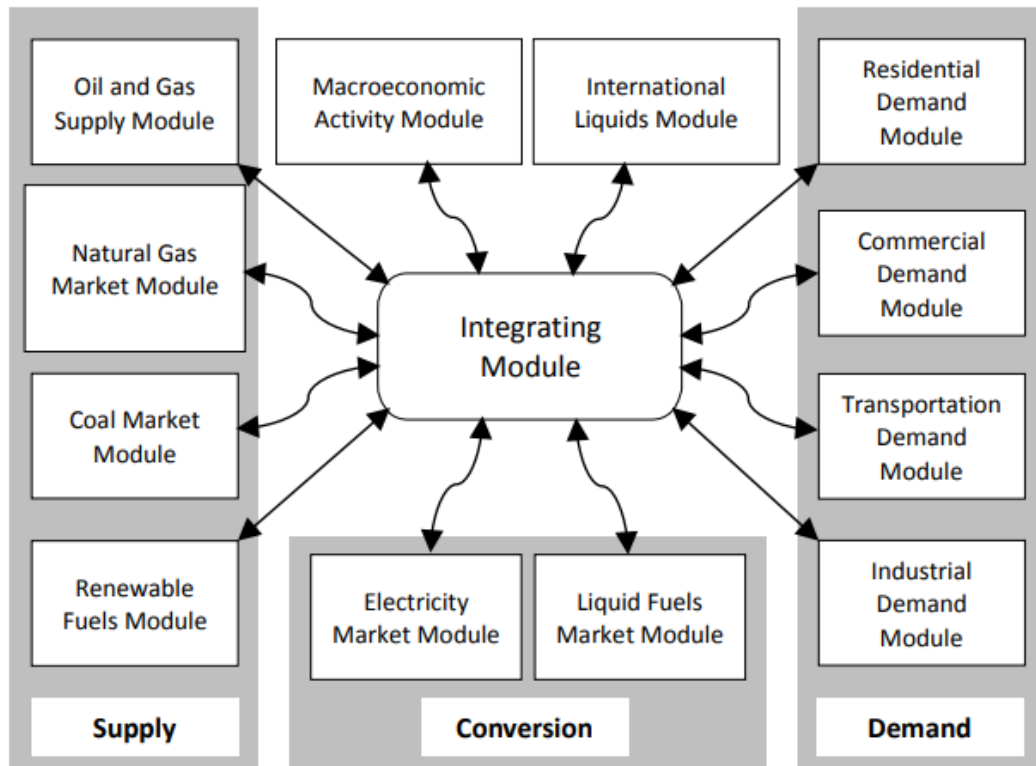 Oil and Gas
Supply Module
Macroeconomic
Activity Module
International
Liquids Module
Residential
Demand
Module
Natural Gas
Market Module
Commercial
Demand
Module
Integrating
Module
Coal Market
Module
Transportation
Demand
Module
Renewable
Fuels Module
Electricity
Market Module
Liquid Fuels
Market Module
Industrial
Demand
Module
Supply
Conversion
Demand